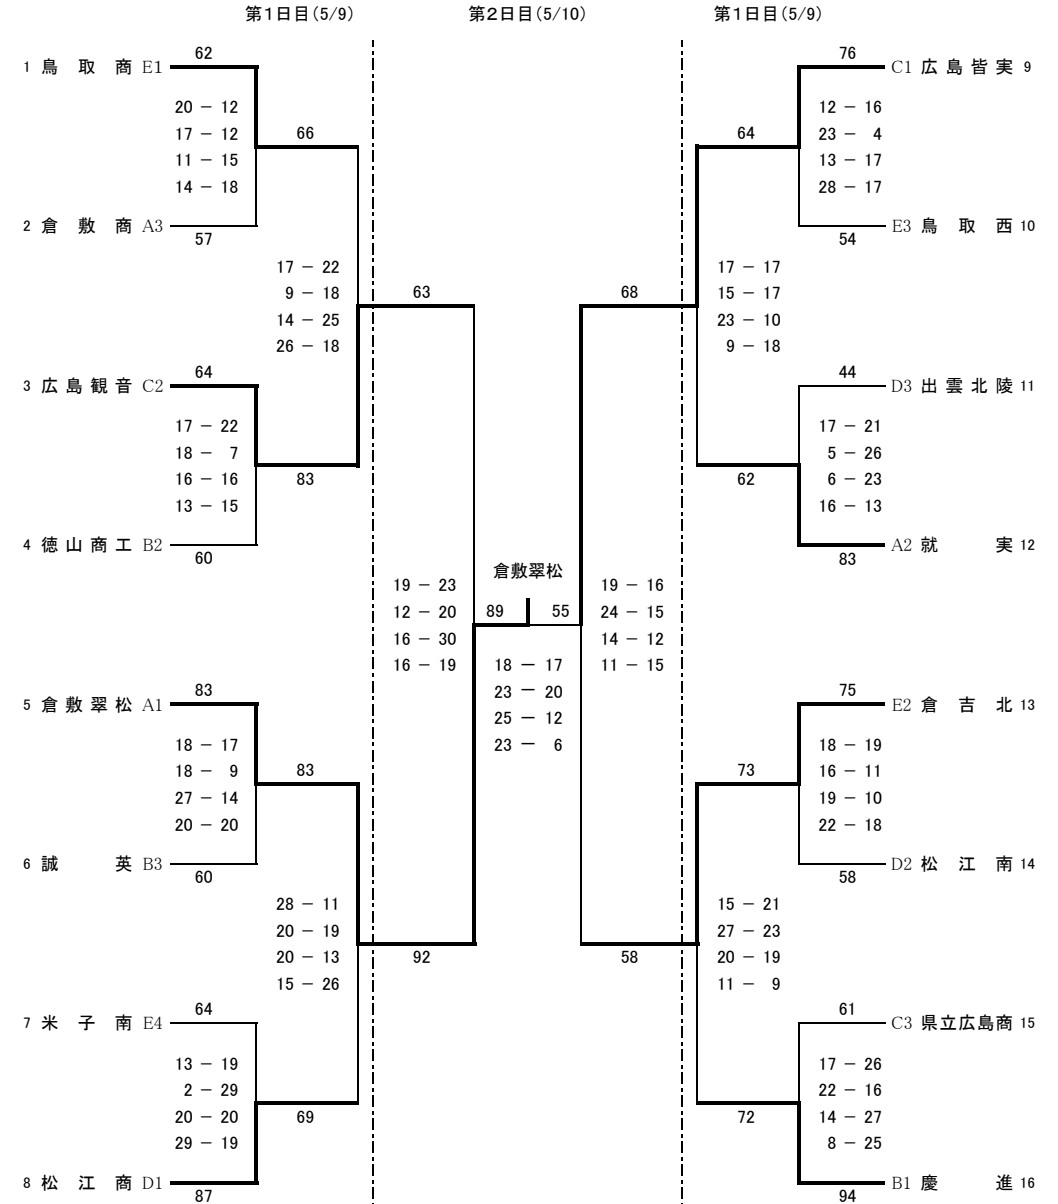 第1日目(5/9)
第2日目(5/10)
第1日目(5/9)
1 鳥取商 E1
62
20 － 12
17 － 12
11 － 15
14 － 18
2 倉敷商 A3
57
66
17 － 22
9 － 18
14 － 25
26 － 18
3 広島観音 C2
64
17 － 22
18 － 7
16 － 16
13 － 15
4 徳山商工 B2
60
83
63
19 － 23
12 － 20
16 － 30
16 － 19
5 倉敷翠松 A1
83
18 － 17
18 － 9
27 － 14
20 － 20
6 誠英 B3
60
83
28 － 11
20 － 19
20 － 13
15 － 26
7 米子南 E4
64
13 － 19
2 － 29
20 － 20
29 － 19
8 松江商 D1
87
69
92
倉敷翠松
89
55
18 － 17
23 － 20
25 － 12
23 － 6
76
C1 広島皆実 9
12 － 16
23 － 4
13 － 17
28 － 17
E3 鳥取西 10
54
64
17 － 17
15 － 17
23 － 10
9 － 18
44
D3 出雲北陵 11
17 － 21
5 － 26
6 － 23
16 － 13
A2 就実 12
83
62
68
19 － 16
24 － 15
14 － 12
11 － 15
75
E2 倉吉北 13
18 － 19
16 － 11
19 － 10
22 － 18
D2 松江南 14
58
73
15 － 21
27 － 23
20 － 19
11 － 9
61
C3 県立広島商 15
17 － 26
22 － 16
14 － 27
8 － 25
B1 慶進 16
94
72
58